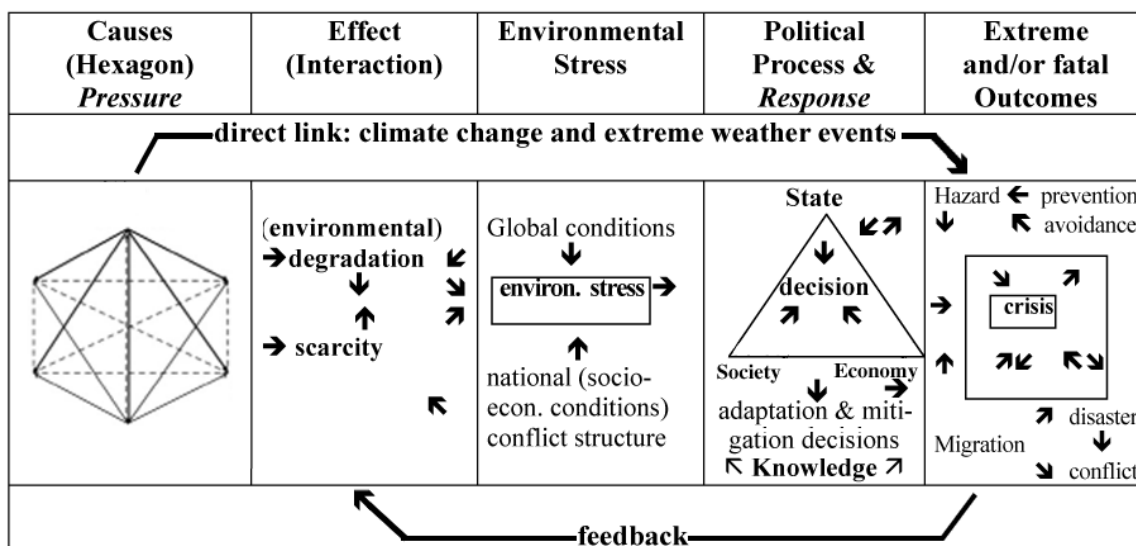 Causes
(Hexagon)
Pressure
Effect
(Interaction)
Environmental
Stress
Political
Process &
Response
Extreme
and/or fatal
Outcomes
direct link: climate change and extreme weather events
(environmental)
degradation
scarcity
Global conditions
environ. stress
national (socio-
econ. conditions)
conflict structure
State
decision
Society Economy
adaptation & miti-
gation decisions
Knowledge
Hazard prevention
avoidance
crisis
disaster
Migration
conflict
feedback